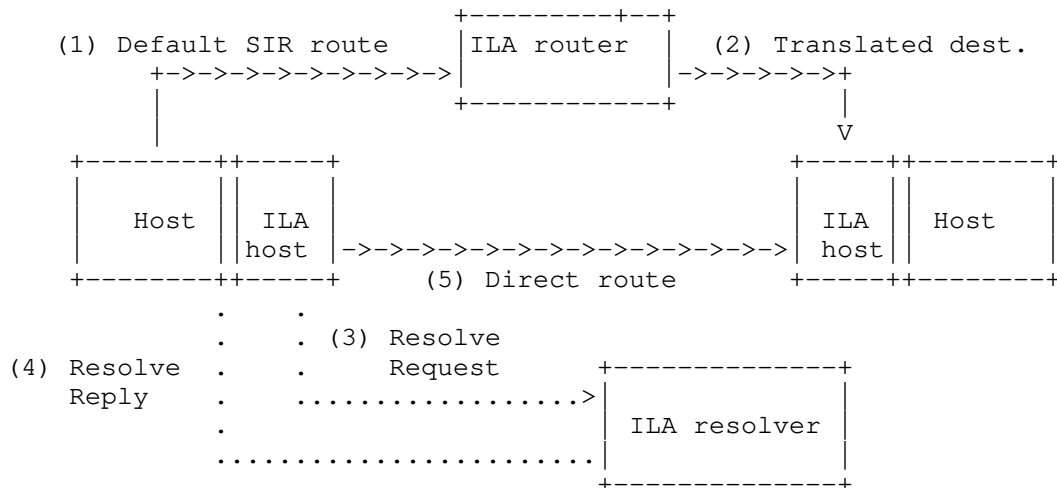 (1) Default SIR route ILA router (2) Translated dest.
V
Host ILA ILA Host
host host
(5) Direct route
(3) Resolve
(4) Resolve Request
Reply
ILA resolver